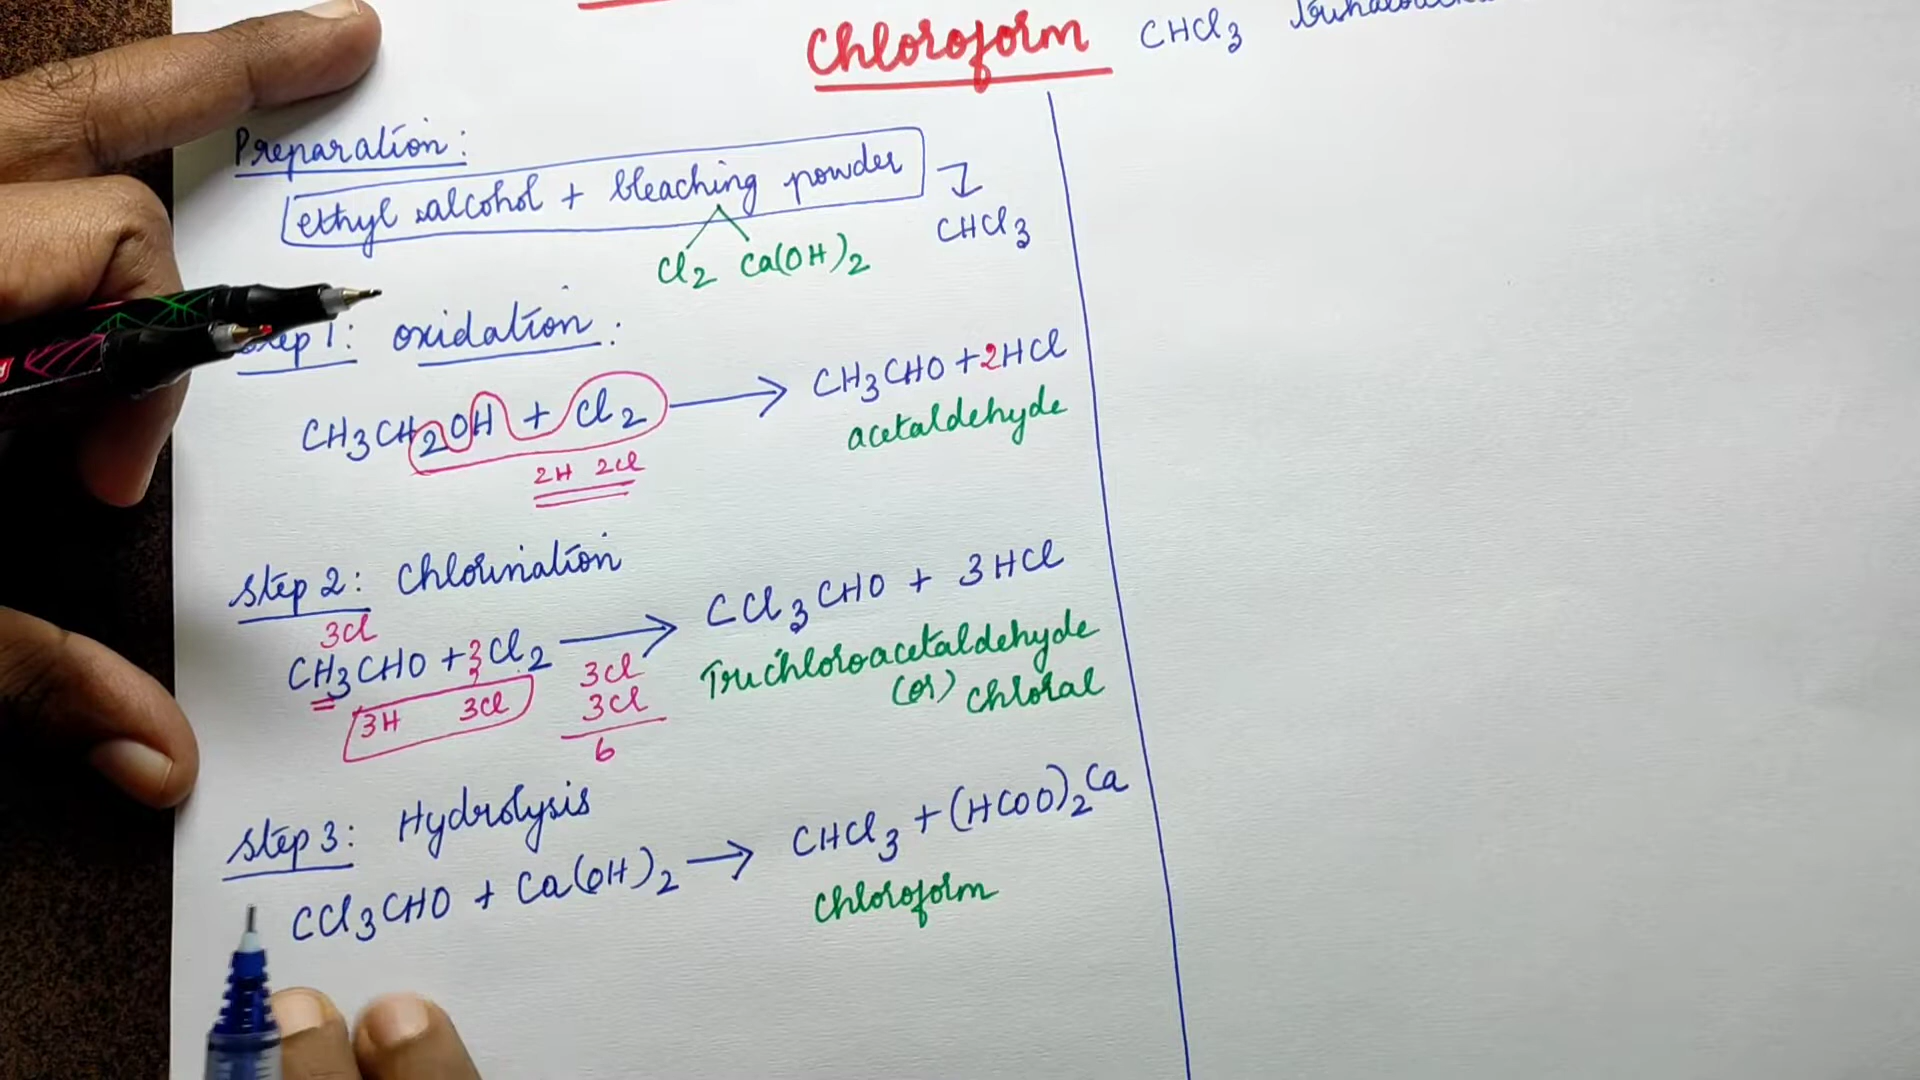 Chloroform CHCl3
Preparation:
ethyl alcohol + bleaching powder
CHCl3
Cl2 Ca(OH)2
Step 1: oxidation:
CH3CH2OH + Cl2 → CH3CHO + 2HCl
acetaldehyde
2H 2Cl
Step 2: Chlorination
3Cl
CH3CHO + 3Cl2 → CCl3CHO + 3HCl
3H 3Cl
3Cl
3Cl
6
Trichloroacetaldehyde
(or) chloral
Step 3: Hydrolysis
CCl3CHO + Ca(OH)2 → CHCl3 + (HCOO)2Ca
chloroform